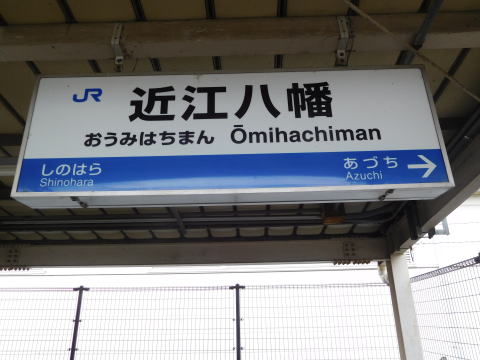 JR 近江八幡
おうみはちまん Ōmihachiman
しのはら あづち →
Shinohara Azuchi